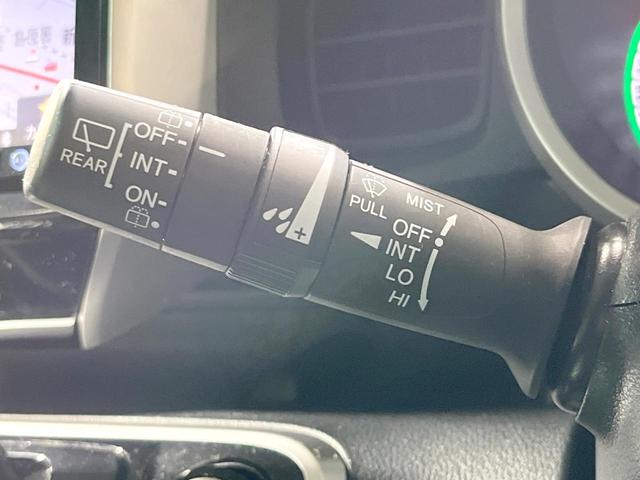 REAR
OFF
INT
ON
+
PULL
MIST
OFF
INT
LO
HI